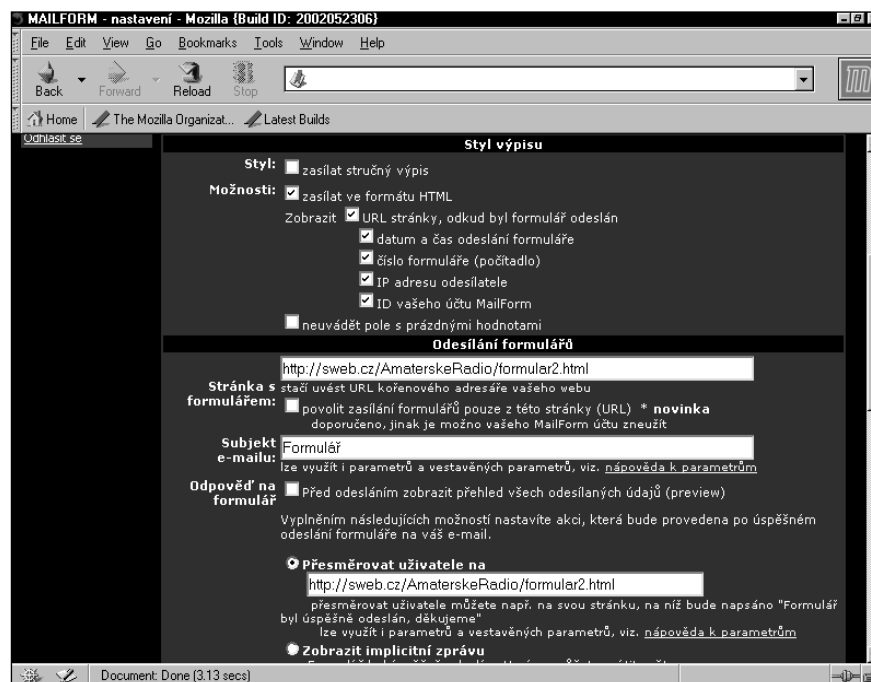 MAILFORM - nastavení - Mozilla {Build ID: 2002052306}
File Edit View Go Bookmarks Tools Window Help
Back Forward Reload Stop
Home The Mozilla Organizat... Latest Builds
Odhlásit se
Styl výpisu
Styl: zasílat stručný výpis
Možnosti: zasílat ve formátu HTML
Zobrazit URL stránky, odkud byl formulář odeslán
datum a čas odeslání formuláře
číslo formuláře (počítadlo)
IP adresu odesílatele
ID vašeho účtu MailForm
neuvádět pole s prázdnými hodnotami
Odesílání formulářů
http://sweb.cz/AmaterskeRadio/formular2.html
Stránka s formulářem: stačí uvést URL kořenového adresáře vašeho webu
povolit zasílání formulářů pouze z této stránky (URL) * novinka
doporučeno, jinak je možno vašeho MailForm účtu zneužít
Subjekt e-mailu: Formulář
lze využít i parametrů a vestavěných parametrů, viz. nápověda k parametrům
Odpověď na formulář Před odesláním zobrazit přehled všech odesílaných údajů (preview)
Vyplněním následujících možností nastavíte akci, která bude provedena po úspěšném
odeslání formuláře na váš e-mail.
Přesměrovat uživatele na
http://sweb.cz/AmaterskeRadio/formular2.html
přesměrovat uživatele můžete např. na svou stránku, na níž bude napsáno "Formulář
byl úspěšně odeslán, děkujeme"
lze využít i parametrů a vestavěných parametrů, viz. nápověda k parametrům
Zobrazit implicitní zprávu
Document: Done (3.13 secs)